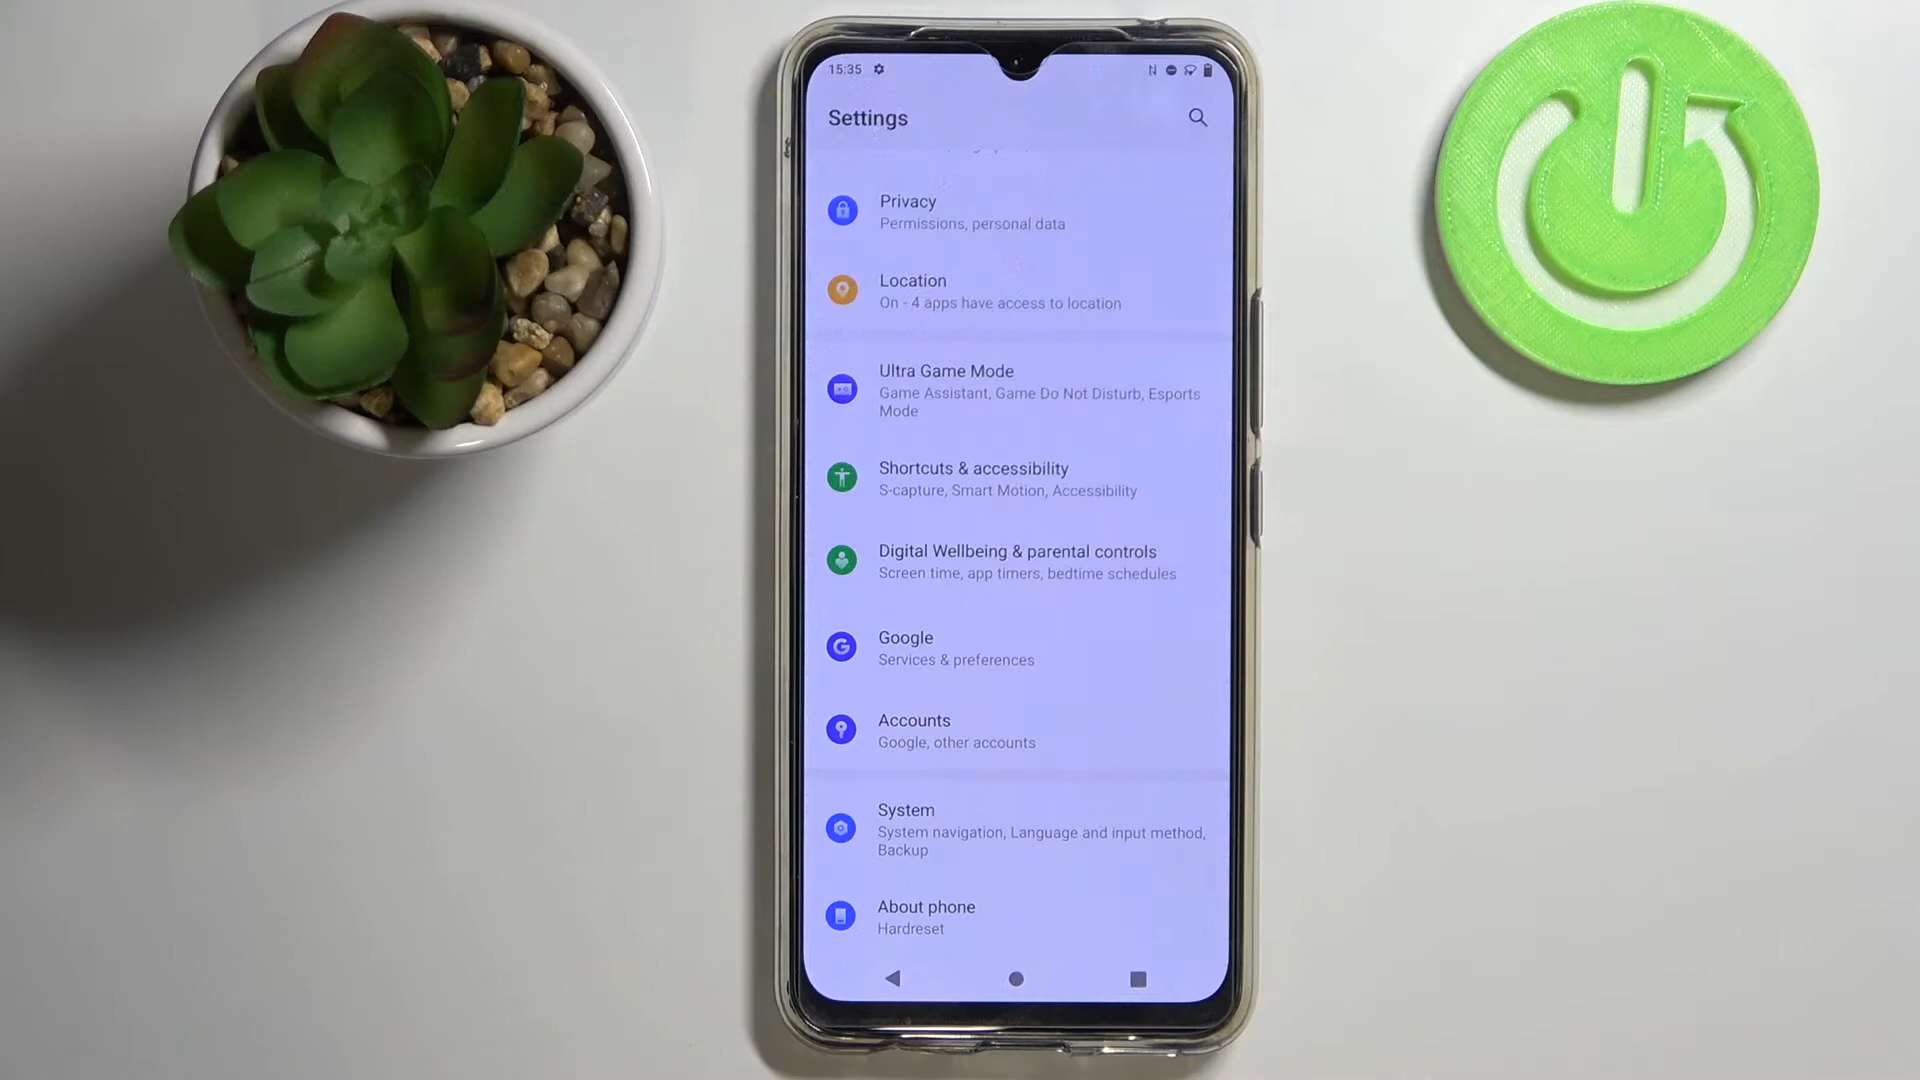 15:35
Settings
Privacy
Permissions, personal data
Location
On - 4 apps have access to location
Ultra Game Mode
Game Assistant, Game Do Not Disturb, Esports
Mode
Shortcuts & accessibility
S-capture, Smart Motion, Accessibility
Digital Wellbeing & parental controls
Screen time, app timers, bedtime schedules
Google
Services & preferences
Accounts
Google, other accounts
System
System navigation, Language and input method,
Backup
About phone
Hardreset